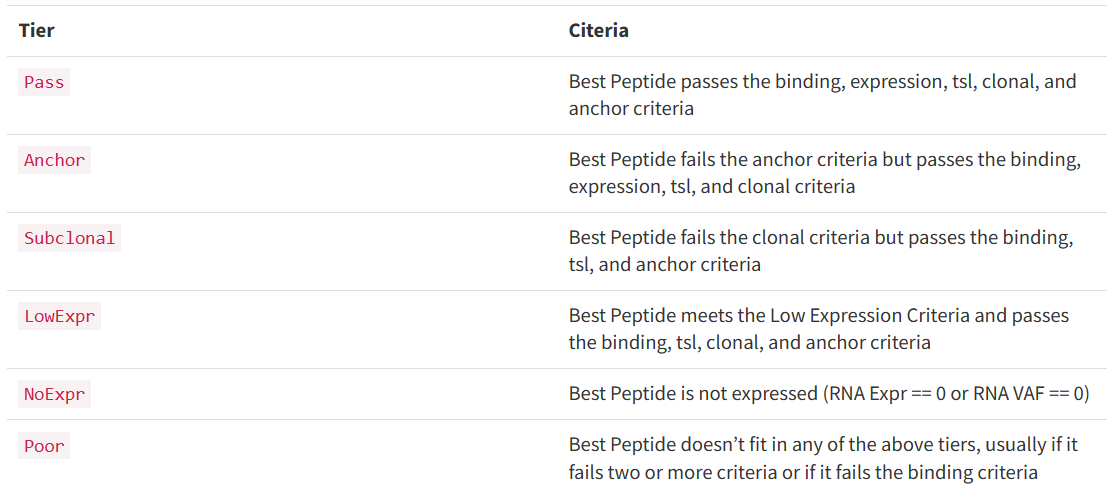 Tier
Citeria
Pass
Best Peptide passes the binding, expression, tsl, clonal, and
anchor criteria
Anchor
Best Peptide fails the anchor criteria but passes the binding,
expression, tsl, and clonal criteria
Subclonal
Best Peptide fails the clonal criteria but passes the binding,
tsl, and anchor criteria
LowExpr
Best Peptide meets the Low Expression Criteria and passes
the binding, tsl, clonal, and anchor criteria
NoExpr
Best Peptide is not expressed (RNA Expr == 0 or RNA VAF == 0)
Poor
Best Peptide doesn’t fit in any of the above tiers, usually if it
fails two or more criteria or if it fails the binding criteria